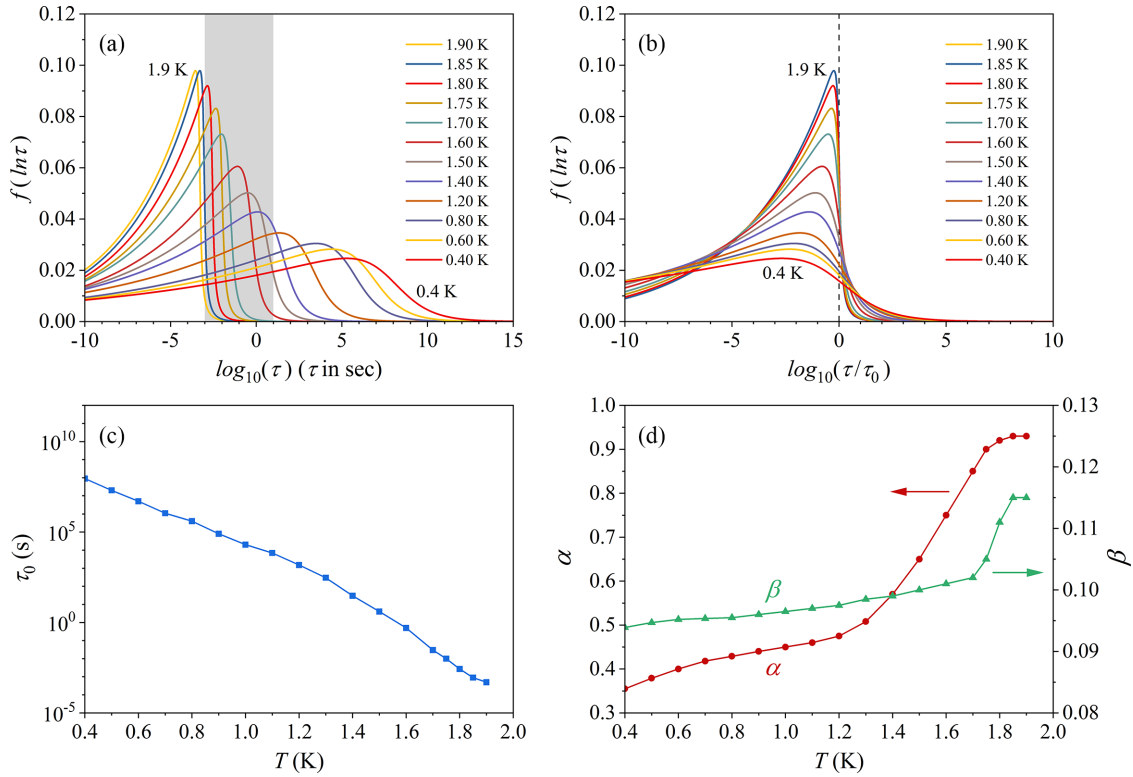 (a)
0.12
0.10
0.08
0.06
0.04
0.02
0.00
f(lnτ)
1.9 K
0.4 K
1.90 K
1.85 K
1.80 K
1.75 K
1.70 K
1.60 K
1.50 K
1.40 K
1.20 K
0.80 K
0.60 K
0.40 K
-10 -5 0 5 10 15
log₁₀(τ) (τ in sec)
(b)
0.12
0.10
0.08
0.06
0.04
0.02
0.00
f(lnτ)
1.9 K
0.4 K
1.90 K
1.85 K
1.80 K
1.75 K
1.70 K
1.60 K
1.50 K
1.40 K
1.20 K
0.80 K
0.60 K
0.40 K
-10 -5 0 5 10
log₁₀(τ/τ₀)
(c)
10¹⁰
10⁵
10⁰
10⁻⁵
τ₀ (s)
0.4 0.6 0.8 1.0 1.2 1.4 1.6 1.8 2.0
T (K)
(d)
1.0
0.9
0.8
0.7
0.6
0.5
0.4
0.3
α
β
α
0.13
0.12
0.11
0.10
0.09
0.08
β
0.4 0.6 0.8 1.0 1.2 1.4 1.6 1.8 2.0
T (K)